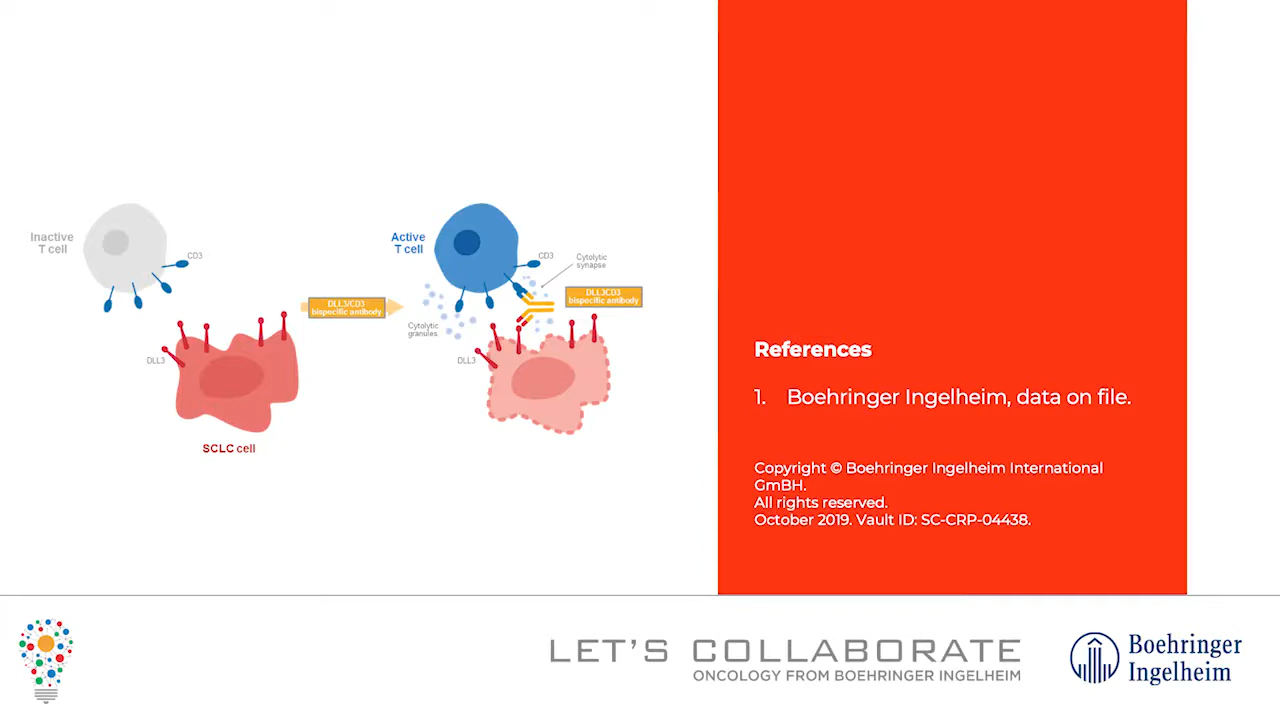 Inactive
T cell
CD3
DLL3
SCLC cell
DLL3/CD3
bispecific antibody
Active
T cell
CD3
Cytolytic
synapse
DLL3CD3
bispecific antibody
Cytolytic
granules
DLL3
References
1. Boehringer Ingelheim, data on file.
Copyright © Boehringer Ingelheim International
GmBH.
All rights reserved.
October 2019. Vault ID: SC-CRP-04438.
LET'S COLLABORATE
ONCOLOGY FROM BOEHRINGER INGELHEIM
Boehringer
Ingelheim